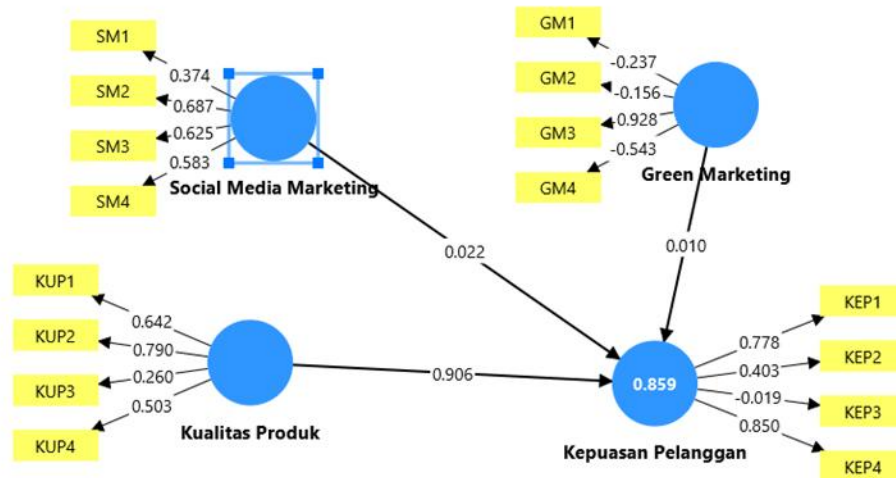 SM1
SM2
SM3
SM4
0.374
0.687
0.625
0.583
Social Media Marketing
GM1
GM2
GM3
GM4
-0.237
-0.156
-0.928
-0.543
Green Marketing
0.022
0.010
KUP1
KUP2
KUP3
KUP4
0.642
0.790
0.260
0.503
Kualitas Produk
0.906
0.859
Kepuasan Pelanggan
0.778
0.403
-0.019
0.850
KEP1
KEP2
KEP3
KEP4